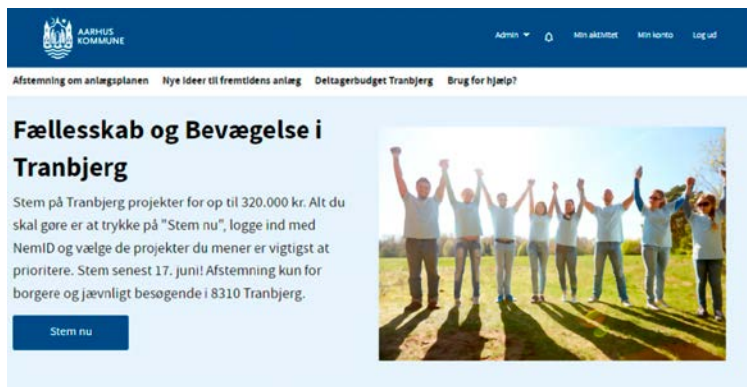 AARHUS
KOMMUNE
Admin
Min aktivitet
Min konto
Log ud
Afstemning om anlægsplanen
Nye ideer til fremtidens anlæg
Deltagerbudget Tranbjerg
Brug for hjælp?
Fællesskab og Bevægelse i
Tranbjerg
Stem på Tranbjerg projekter for op til 320.000 kr. Alt du
skal gøre er at trykke på "Stem nu", logge ind med
NemID og vælge de projekter du mener er vigtigst at
prioritere. Stem senest 17. juni! Afstemning kun for
borgere og jævnligt besøgende i 8310 Tranbjerg.
Stem nu